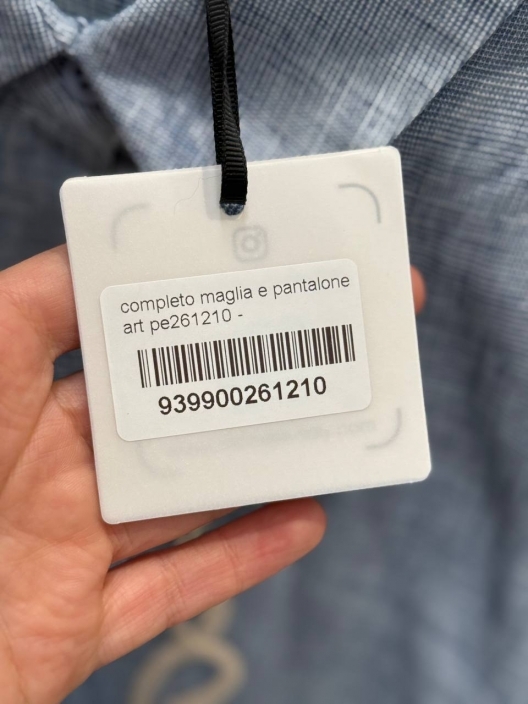 completo maglia e pantalone
art pe261210 -
939900261210